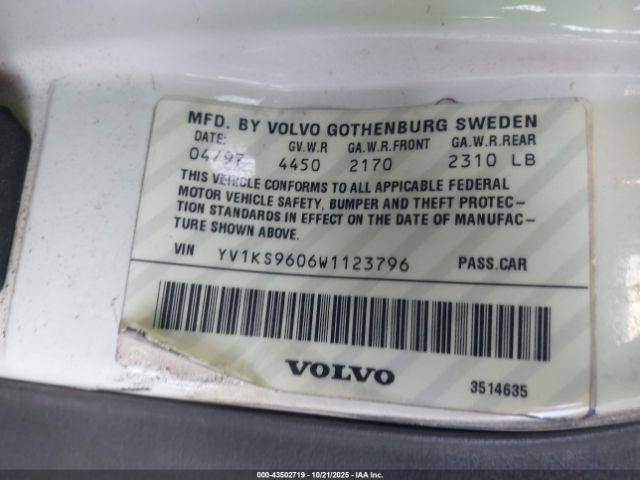 MFD. BY VOLVO GOTHENBURG SWEDEN
DATE: GV.W.R GA.W.R.FRONT GA.W.R.REAR
04/97 4450 2170 2310 LB
THIS VEHICLE CONFORMS TO ALL APPICABLE FEDERAL
MOTOR VEHICLE SAFETY, BUMPER AND THEFT PROTEC-
TION STANDARDS IN EFFECT ON THE DATE OF MANUFAC-
TURE SHOWN ABOVE.
VIN YV1KS9606W1123796 PASS.CAR
VOLVO
3514635
000-43502719 - 10/21/2025 - IAA Inc.